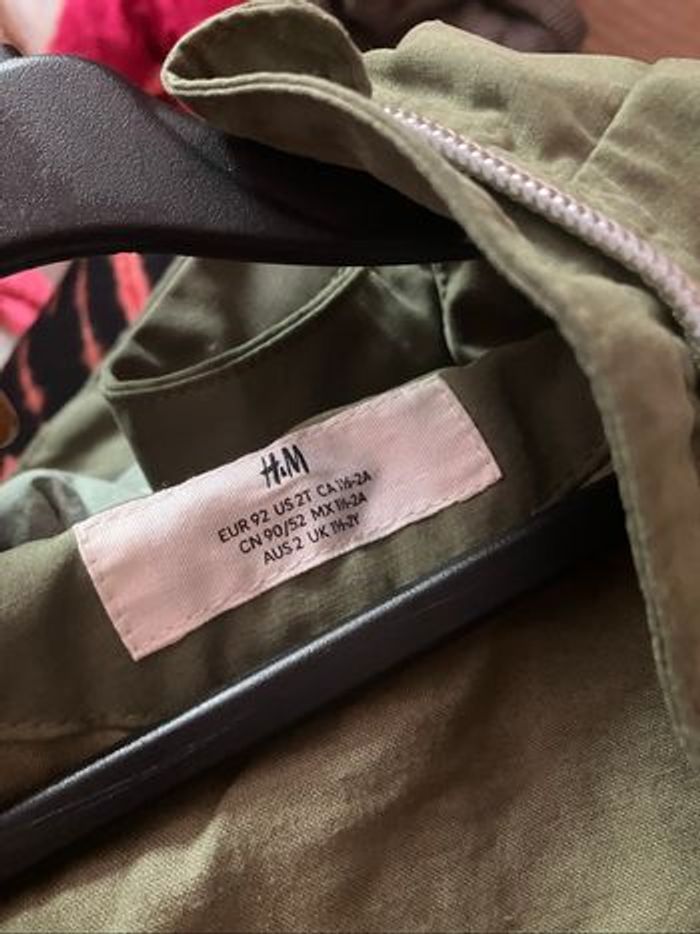 H&M
EUR 92 US 2T CA 1½-2A
CN 90/52 MX 1½-2A
AUS 2 UK 1½-2Y